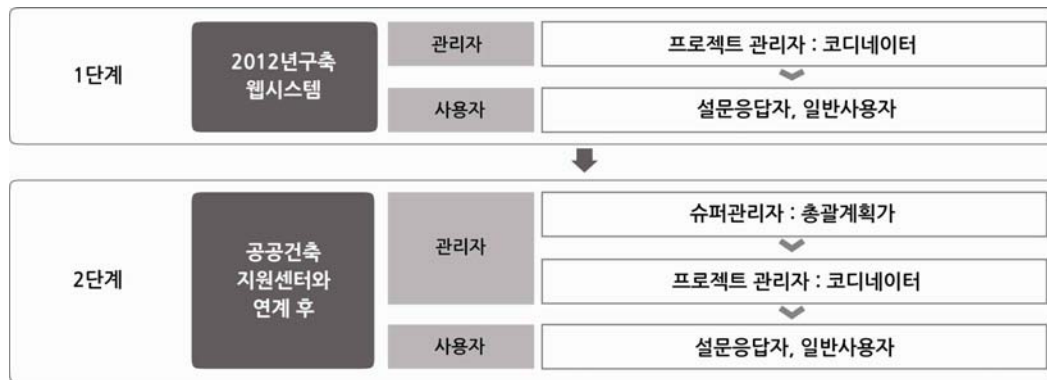 1단계
2012년구축
웹시스템
관리자
프로젝트 관리자 : 코디네이터
사용자
설문응답자, 일반사용자
2단계
공공건축
지원센터와
연계 후
관리자
슈퍼관리자 : 총괄계획가
프로젝트 관리자 : 코디네이터
사용자
설문응답자, 일반사용자